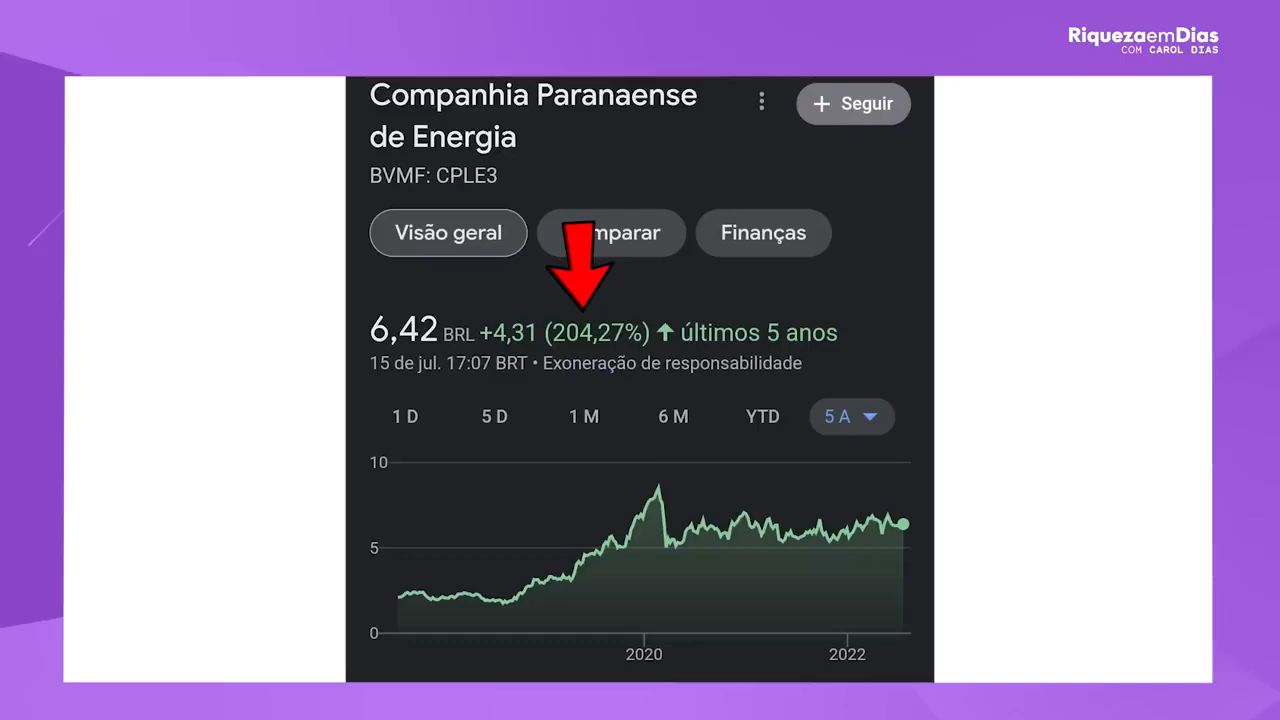 RiquezaemDias
COM CAROL DIAS
Companhia Paranaense
de Energia
+ Seguir
BVMF: CPLE3
Visão geral
mparar
Finanças
6,42 BRL +4,31 (204,27%) ↑ últimos 5 anos
15 de jul. 17:07 BRT • Exoneração de responsabilidade
1 D 5 D 1 M 6 M YTD 5 A
10
5
0
2020 2022